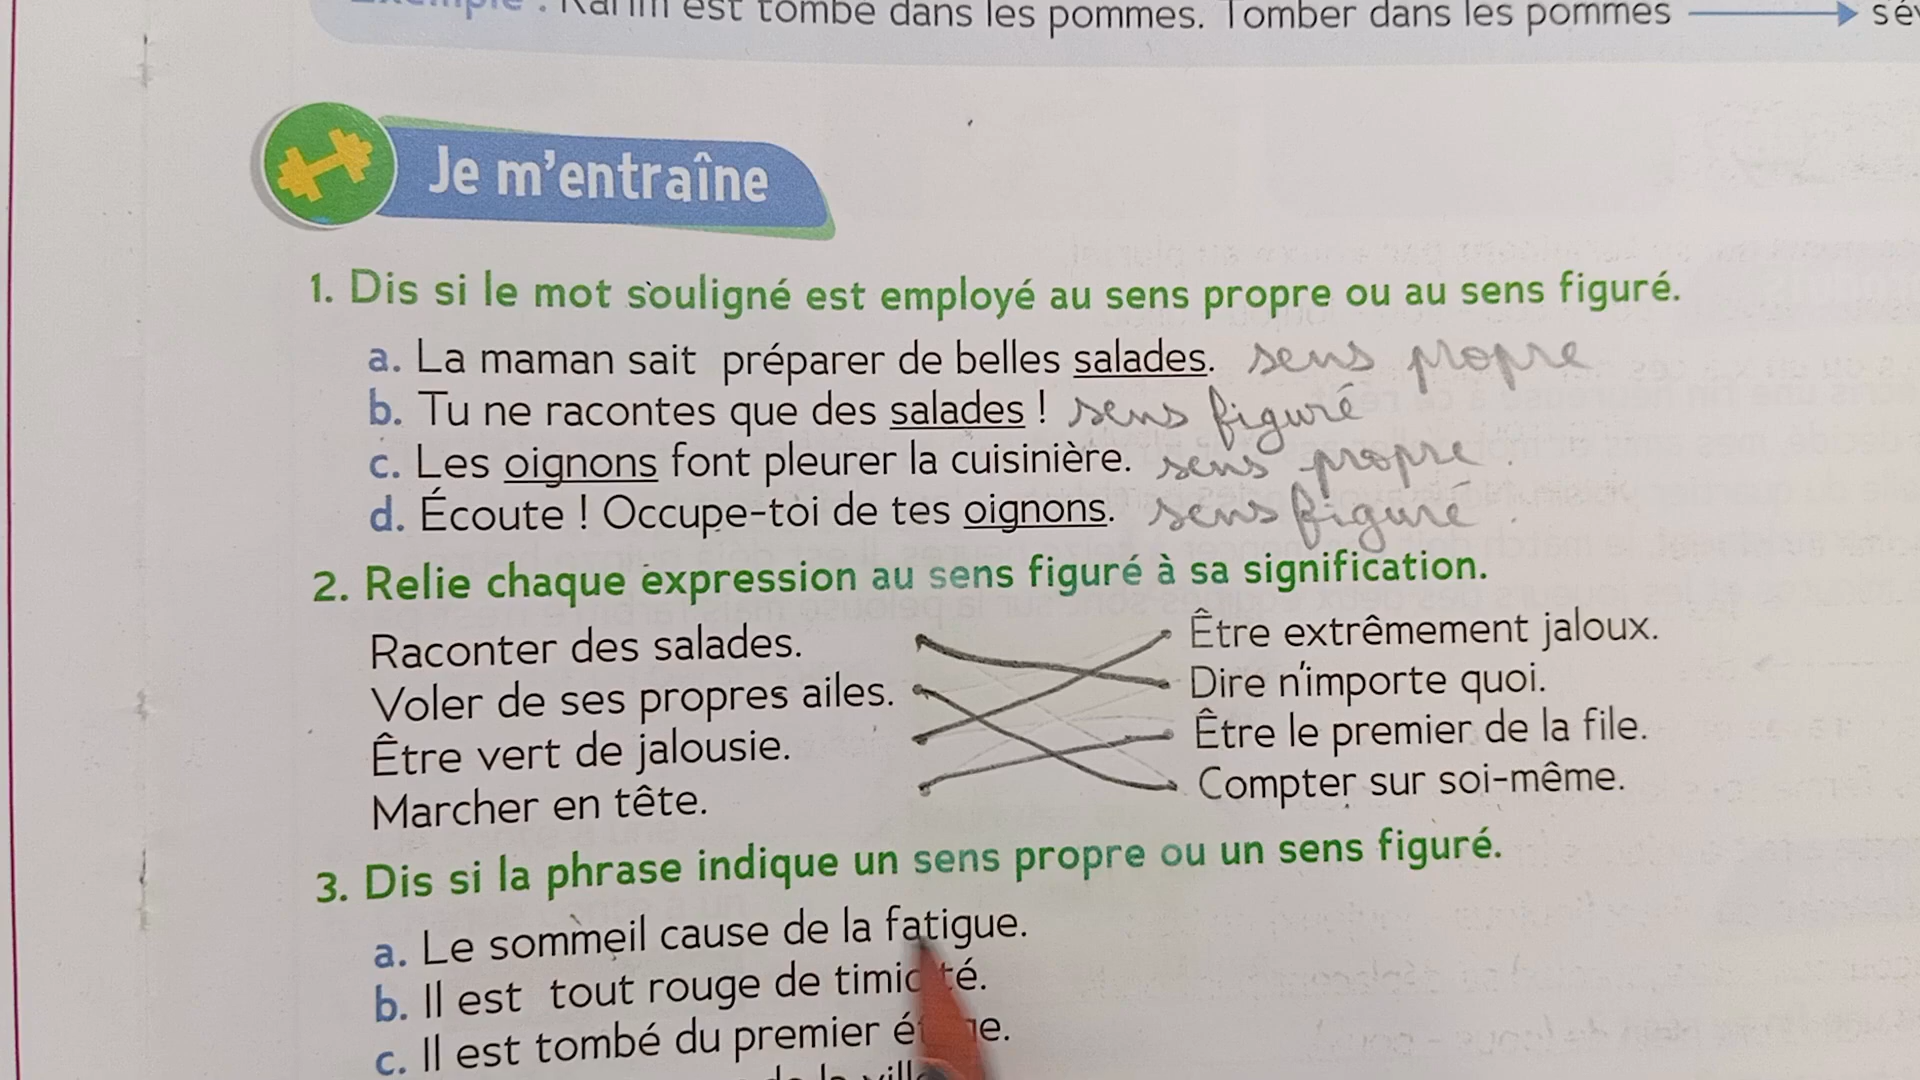 est tombé dans les pommes. Tomber dans les pommes
Je m'entraîne
1. Dis si le mot souligné est employé au sens propre ou au sens figuré.
a. La maman sait préparer de belles salades. sens propre
b. Tu ne racontes que des salades ! sens figuré
c. Les oignons font pleurer la cuisinière. sens propre.
d. Écoute ! Occupe-toi de tes oignons. sens figuré.
2. Relie chaque expression au sens figuré à sa signification.
Raconter des salades. Être extrêmement jaloux.
Voler de ses propres ailes. Dire n'importe quoi.
Être vert de jalousie. Être le premier de la file.
Marcher en tête. Compter sur soi-même.
3. Dis si la phrase indique un sens propre ou un sens figuré.
a. Le sommeil cause de la fatigue.
b. Il est tout rouge de timidité.
c. Il est tombé du premier